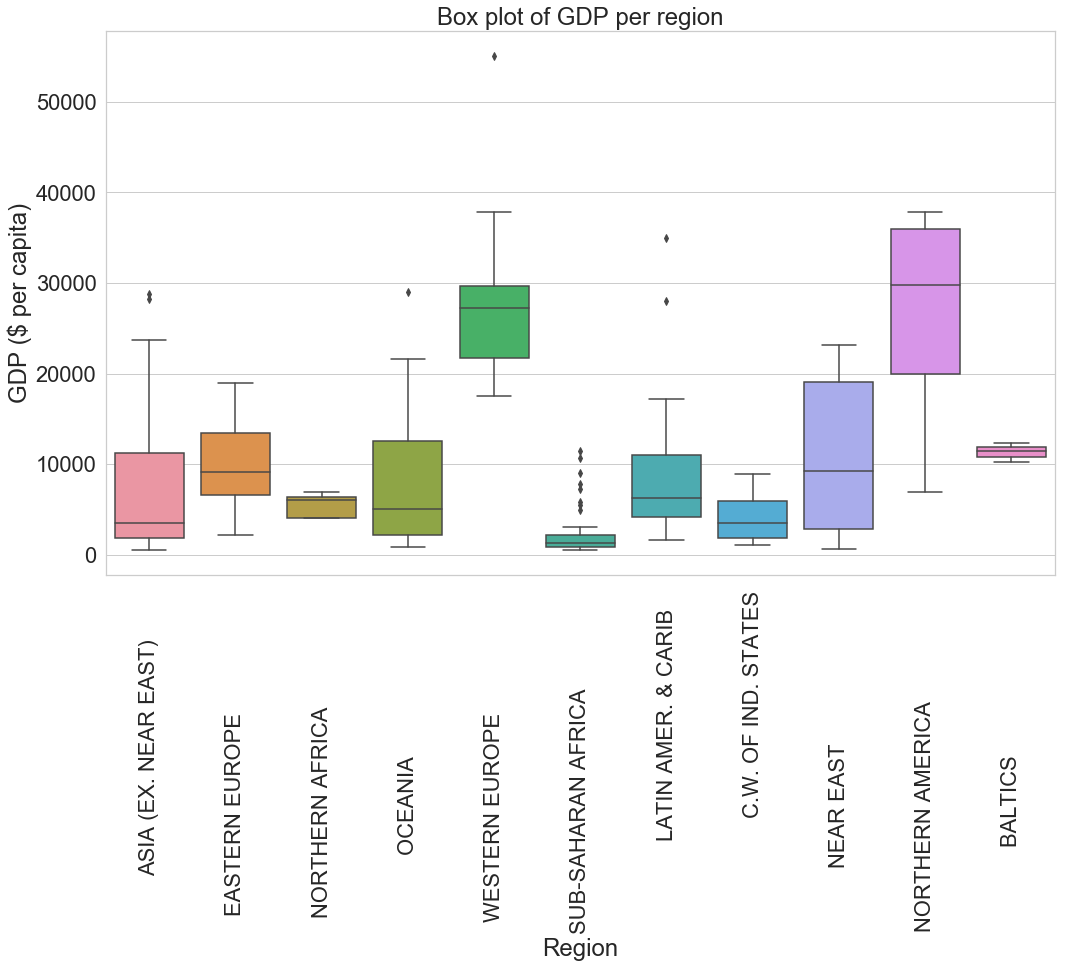 Box plot of GDP per region
GDP ($ per capita)
50000
40000
30000
20000
10000
0
ASIA (EX. NEAR EAST)
EASTERN EUROPE
NORTHERN AFRICA
OCEANIA
WESTERN EUROPE
SUB-SAHARAN AFRICA
LATIN AMER. & CARIB
C.W. OF IND. STATES
NEAR EAST
NORTHERN AMERICA
BALTICS
Region